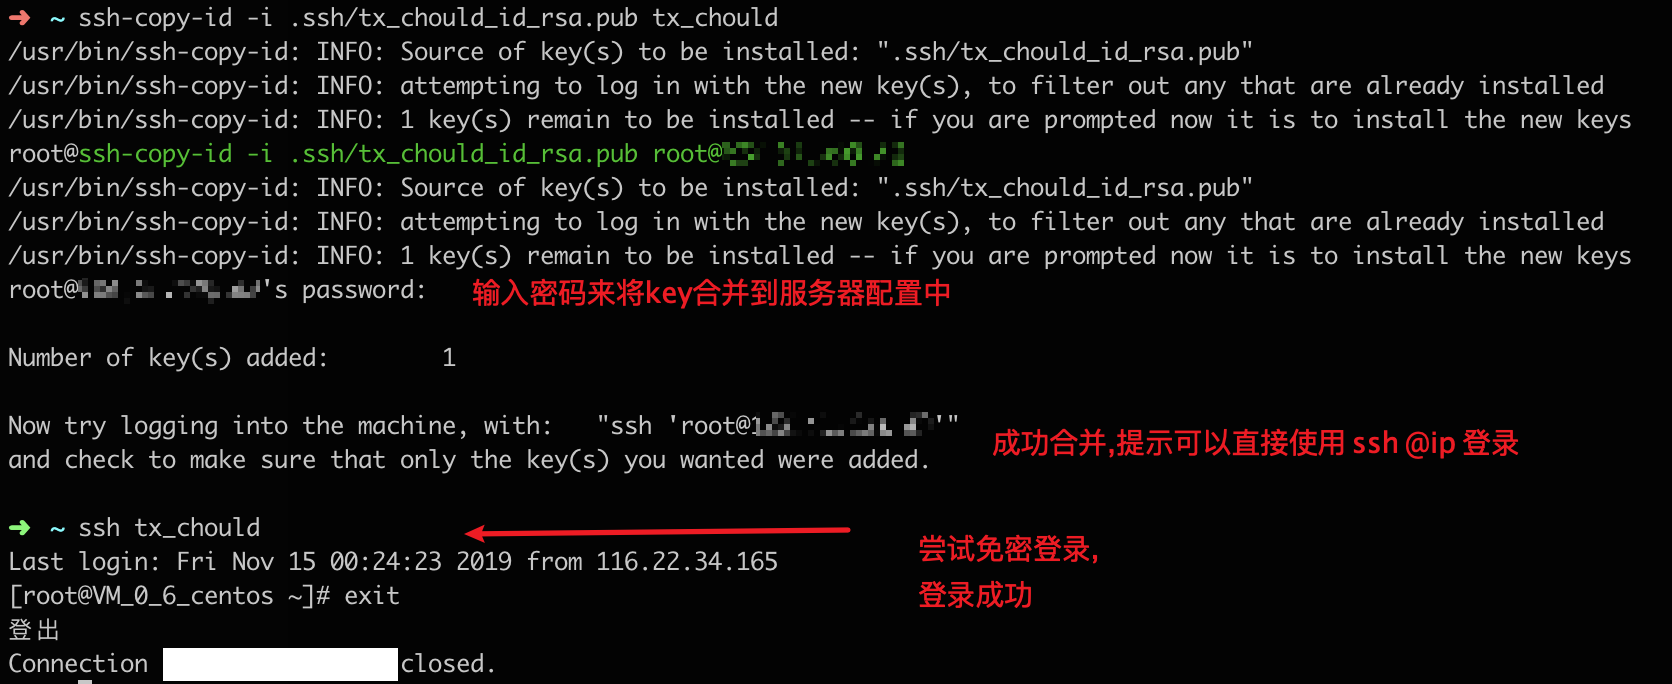 ➜ ~ ssh-copy-id -i .ssh/tx_chould_id_rsa.pub tx_chould
/usr/bin/ssh-copy-id: INFO: Source of key(s) to be installed: ".ssh/tx_chould_id_rsa.pub"
/usr/bin/ssh-copy-id: INFO: attempting to log in with the new key(s), to filter out any that are already installed
/usr/bin/ssh-copy-id: INFO: 1 key(s) remain to be installed -- if you are prompted now it is to install the new keys
root@ssh-copy-id -i .ssh/tx_chould_id_rsa.pub root@
/usr/bin/ssh-copy-id: INFO: Source of key(s) to be installed: ".ssh/tx_chould_id_rsa.pub"
/usr/bin/ssh-copy-id: INFO: attempting to log in with the new key(s), to filter out any that are already installed
/usr/bin/ssh-copy-id: INFO: 1 key(s) remain to be installed -- if you are prompted now it is to install the new keys
root@ 's password: 输入密码来将key合并到服务器配置中
Number of key(s) added: 1
Now try logging into the machine, with: "ssh 'root@ '"
and check to make sure that only the key(s) you wanted were added.
成功合并,提示可以直接使用 ssh @ip 登录
➜ ~ ssh tx_chould
Last login: Fri Nov 15 00:24:23 2019 from 116.22.34.165
尝试免密登录,
登录成功
[root@VM_0_6_centos ~]# exit
登出
Connection closed.